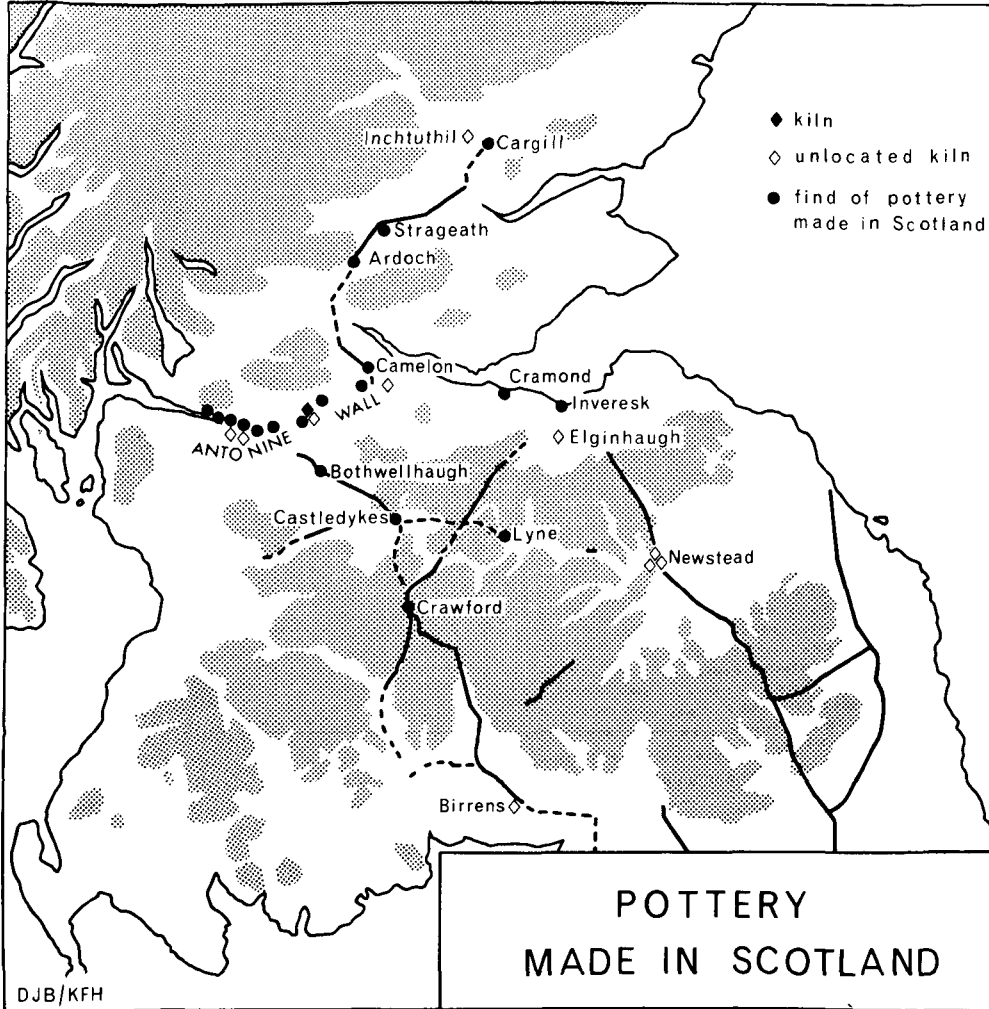 Inchtuthil
Cargill
kiln
unlocated kiln
find of pottery
made in Scotland
Strageath
Ardoch
Camelon
Cramond
Inveresk
ANTONINE WALL
Elginhaugh
Bothwellhaugh
Castledykes
Lyne
Newstead
Crawford
Birrens
POTTERY
MADE IN SCOTLAND
DJB/KFH